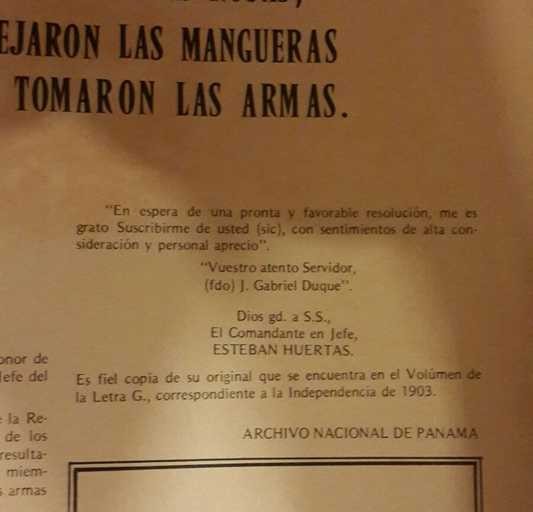 EJARON LAS MANGUERAS
TOMARON LAS ARMAS.
"En espera de una pronta y favorable resolución, me es
grato Suscribirme de usted (sic), con sentimientos de alta con-
sideración y personal aprecio".
"Vuestro atento Servidor,
(fdo) J. Gabriel Duque".
Dios gd. a S.S.,
El Comandante en Jefe,
ESTEBAN HUERTAS.
Es fiel copia de su original que se encuentra en el Volúmen de
la Letra G., correspondiente a la Independencia de 1903.
ARCHIVO NACIONAL DE PANAMA
onor de
Jefe del
e la Re-
de los
resulta-
miem-
s armas